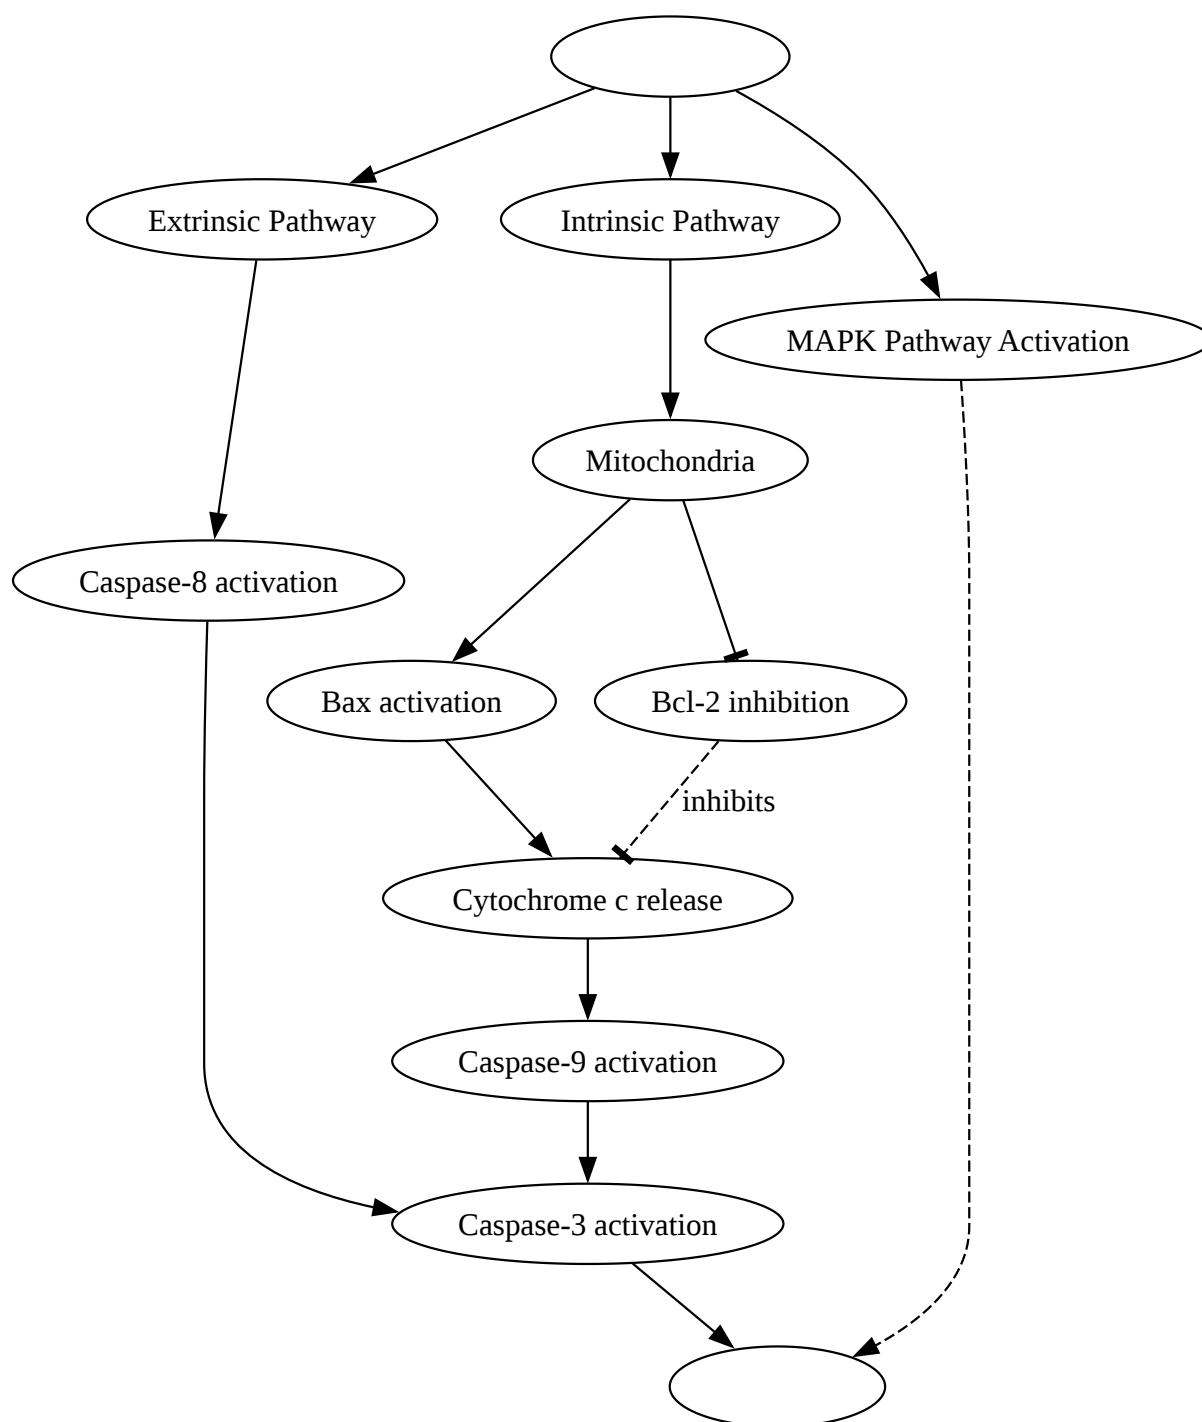 Extrinsic Pathway
Intrinsic Pathway
MAPK Pathway Activation
Mitochondria
Caspase-8 activation
Bax activation
Bcl-2 inhibition
inhibits
Cytochrome c release
Caspase-9 activation
Caspase-3 activation